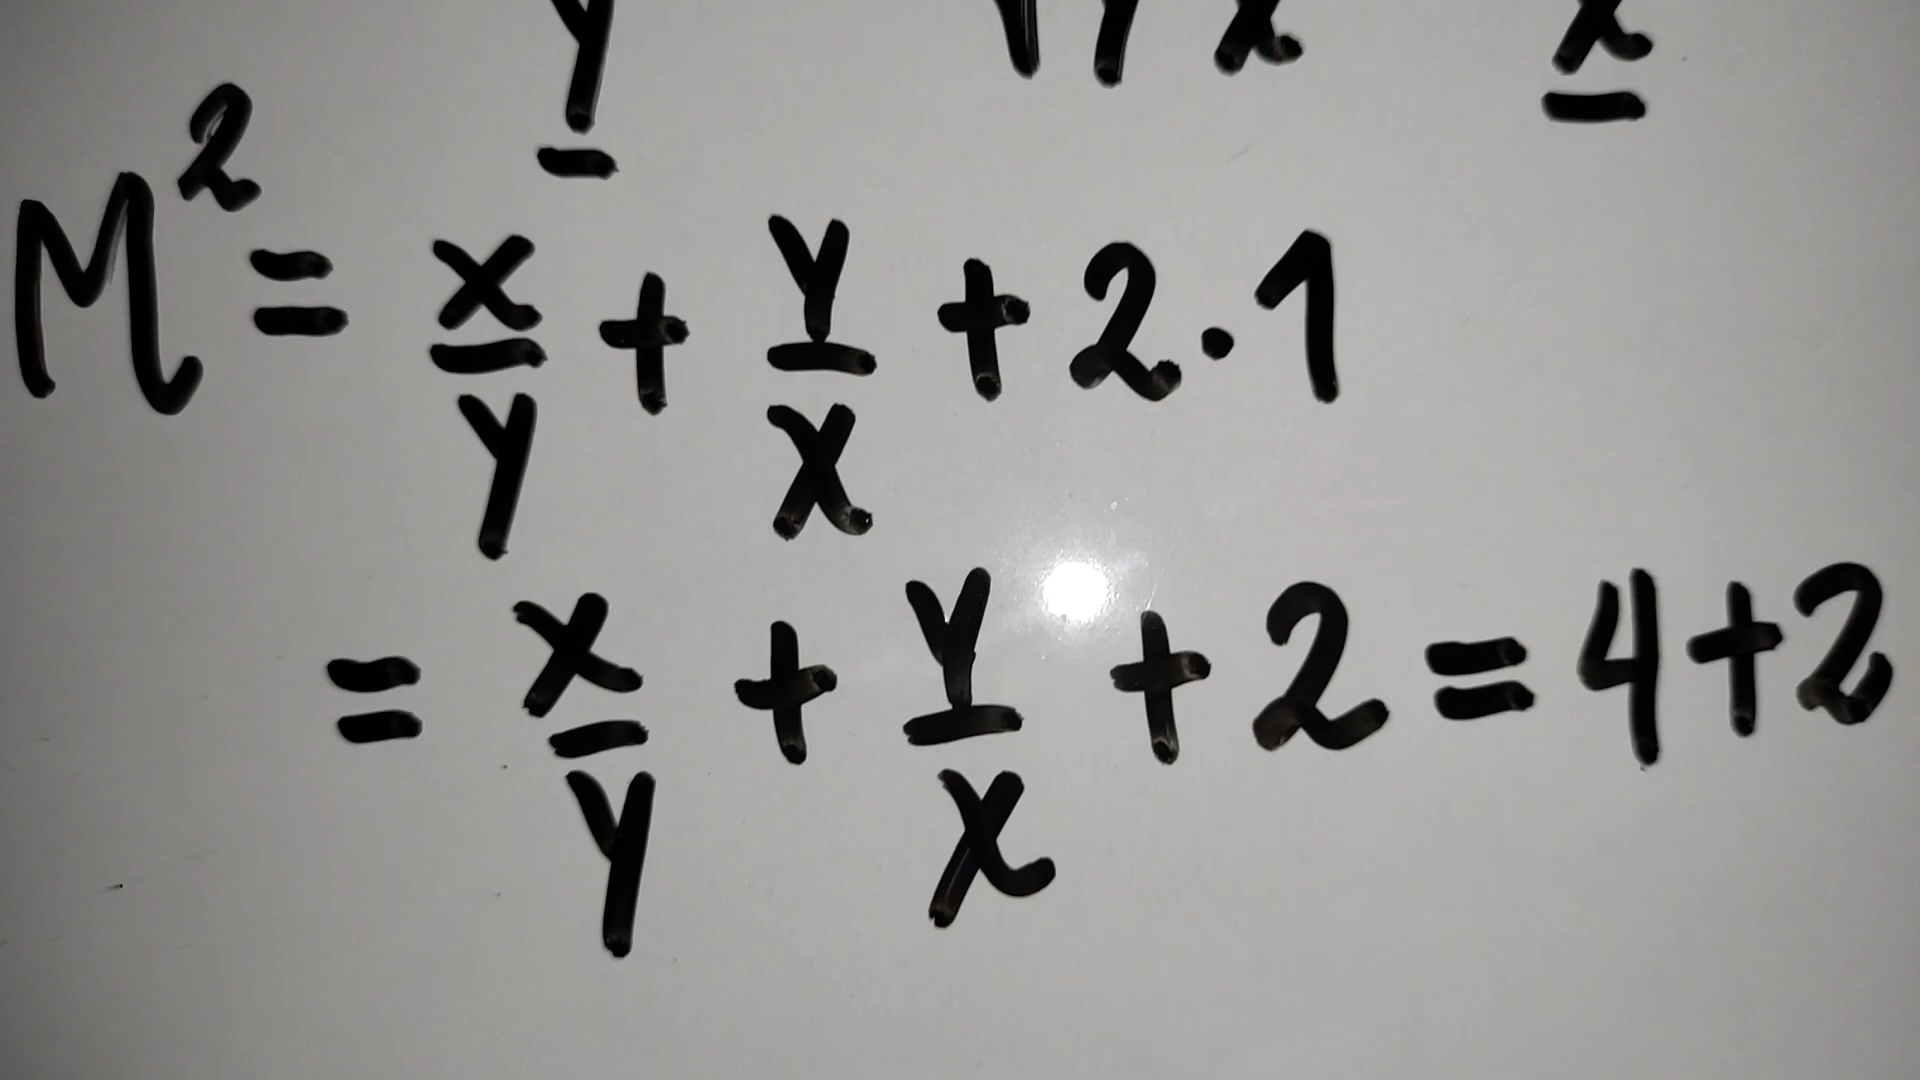 y √y x x
M² = x/y + y/x + 2·1
= x/y + y/x + 2 = 4+2